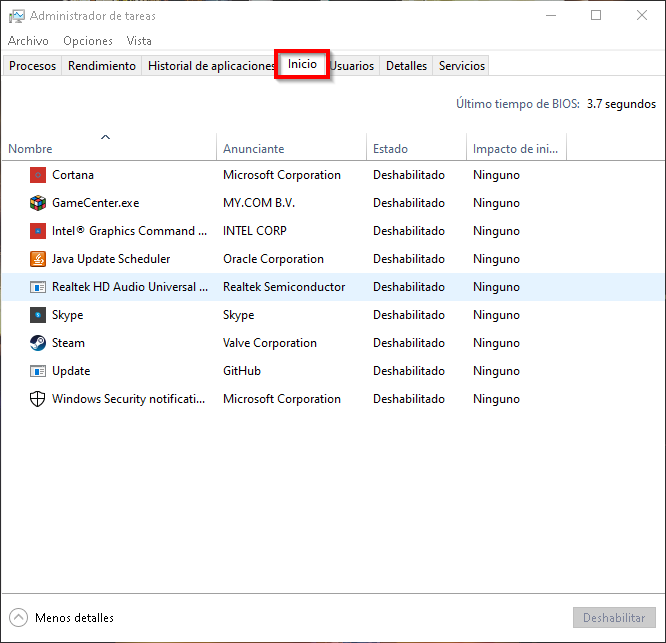 Administrador de tareas
Archivo Opciones Vista
Procesos Rendimiento Historial de aplicaciones Inicio Usuarios Detalles Servicios
Último tiempo de BIOS: 3.7 segundos
Nombre Anunciante Estado Impacto de ini...
Cortana Microsoft Corporation Deshabilitado Ninguno
GameCenter.exe MY.COM B.V. Deshabilitado Ninguno
Intel® Graphics Command ... INTEL CORP Deshabilitado Ninguno
Java Update Scheduler Oracle Corporation Deshabilitado Ninguno
Realtek HD Audio Universal ... Realtek Semiconductor Deshabilitado Ninguno
Skype Skype Deshabilitado Ninguno
Steam Valve Corporation Deshabilitado Ninguno
Update GitHub Deshabilitado Ninguno
Windows Security notificati... Microsoft Corporation Deshabilitado Ninguno
Menos detalles Deshabilitar